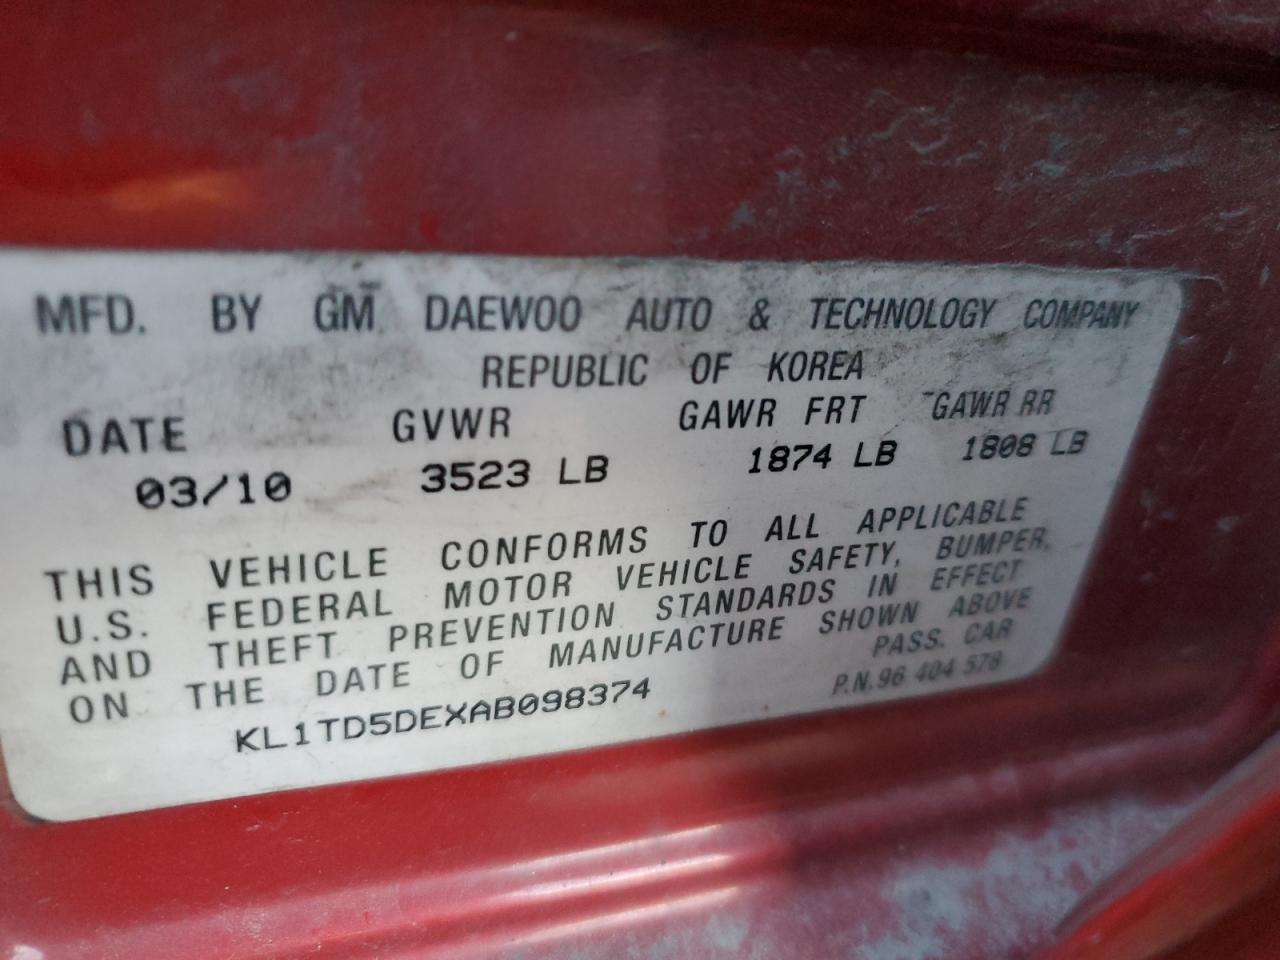 MFD. BY GM DAEWOO AUTO & TECHNOLOGY COMPANY
REPUBLIC OF KOREA
DATE GVWR GAWR FRT GAWR RR
03/10 3523 LB 1874 LB 1808 LB
THIS VEHICLE CONFORMS TO ALL APPLICABLE
U.S. FEDERAL MOTOR VEHICLE SAFETY, BUMPER,
AND THEFT PREVENTION STANDARDS IN EFFECT
ON THE DATE OF MANUFACTURE SHOWN ABOVE
PASS. CAR
KL1TD5DEXAB098374 P.N. 96 404 578